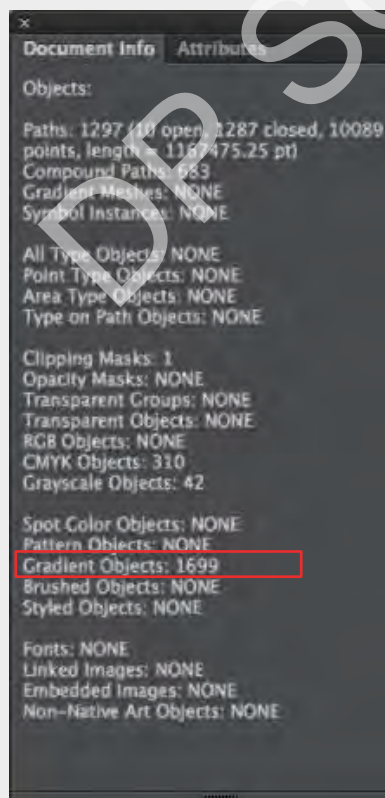 Document Info Attributes
Objects:
Paths: 1297 (10 open, 1287 closed, 10089
points, length = 1167475.25 pt)
Compound Paths: 683
Gradient Meshes: NONE
Symbol Instances: NONE
All Type Objects: NONE
Point Type Objects: NONE
Area Type Objects: NONE
Type on Path Objects: NONE
Clipping Masks: 1
Opacity Masks: NONE
Transparent Groups: NONE
Transparent Objects: NONE
RGB Objects: NONE
CMYK Objects: 310
Grayscale Objects: 42
Spot Color Objects: NONE
Pattern Objects: NONE
Gradient Objects: 1699
Brushed Objects: NONE
Styled Objects: NONE
Fonts: NONE
Linked Images: NONE
Embedded Images: NONE
Non-Native Art Objects: NONE